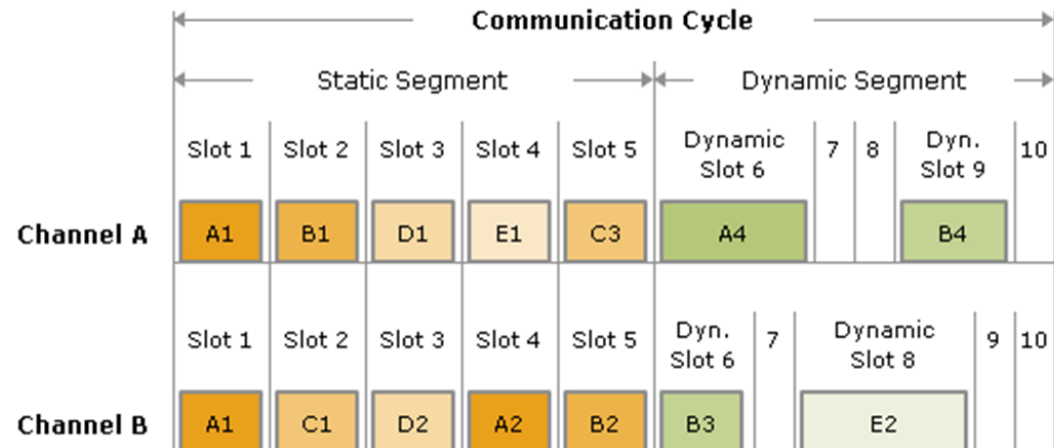 Communication Cycle
Static Segment Dynamic Segment
Slot 1 Slot 2 Slot 3 Slot 4 Slot 5 Dynamic Slot 6 7 8 Dyn. Slot 9 10
Channel A A1 B1 D1 E1 C3 A4 B4
Slot 1 Slot 2 Slot 3 Slot 4 Slot 5 Dyn. Slot 6 7 Dynamic Slot 8 9 10
Channel B A1 C1 D2 A2 B2 B3 E2